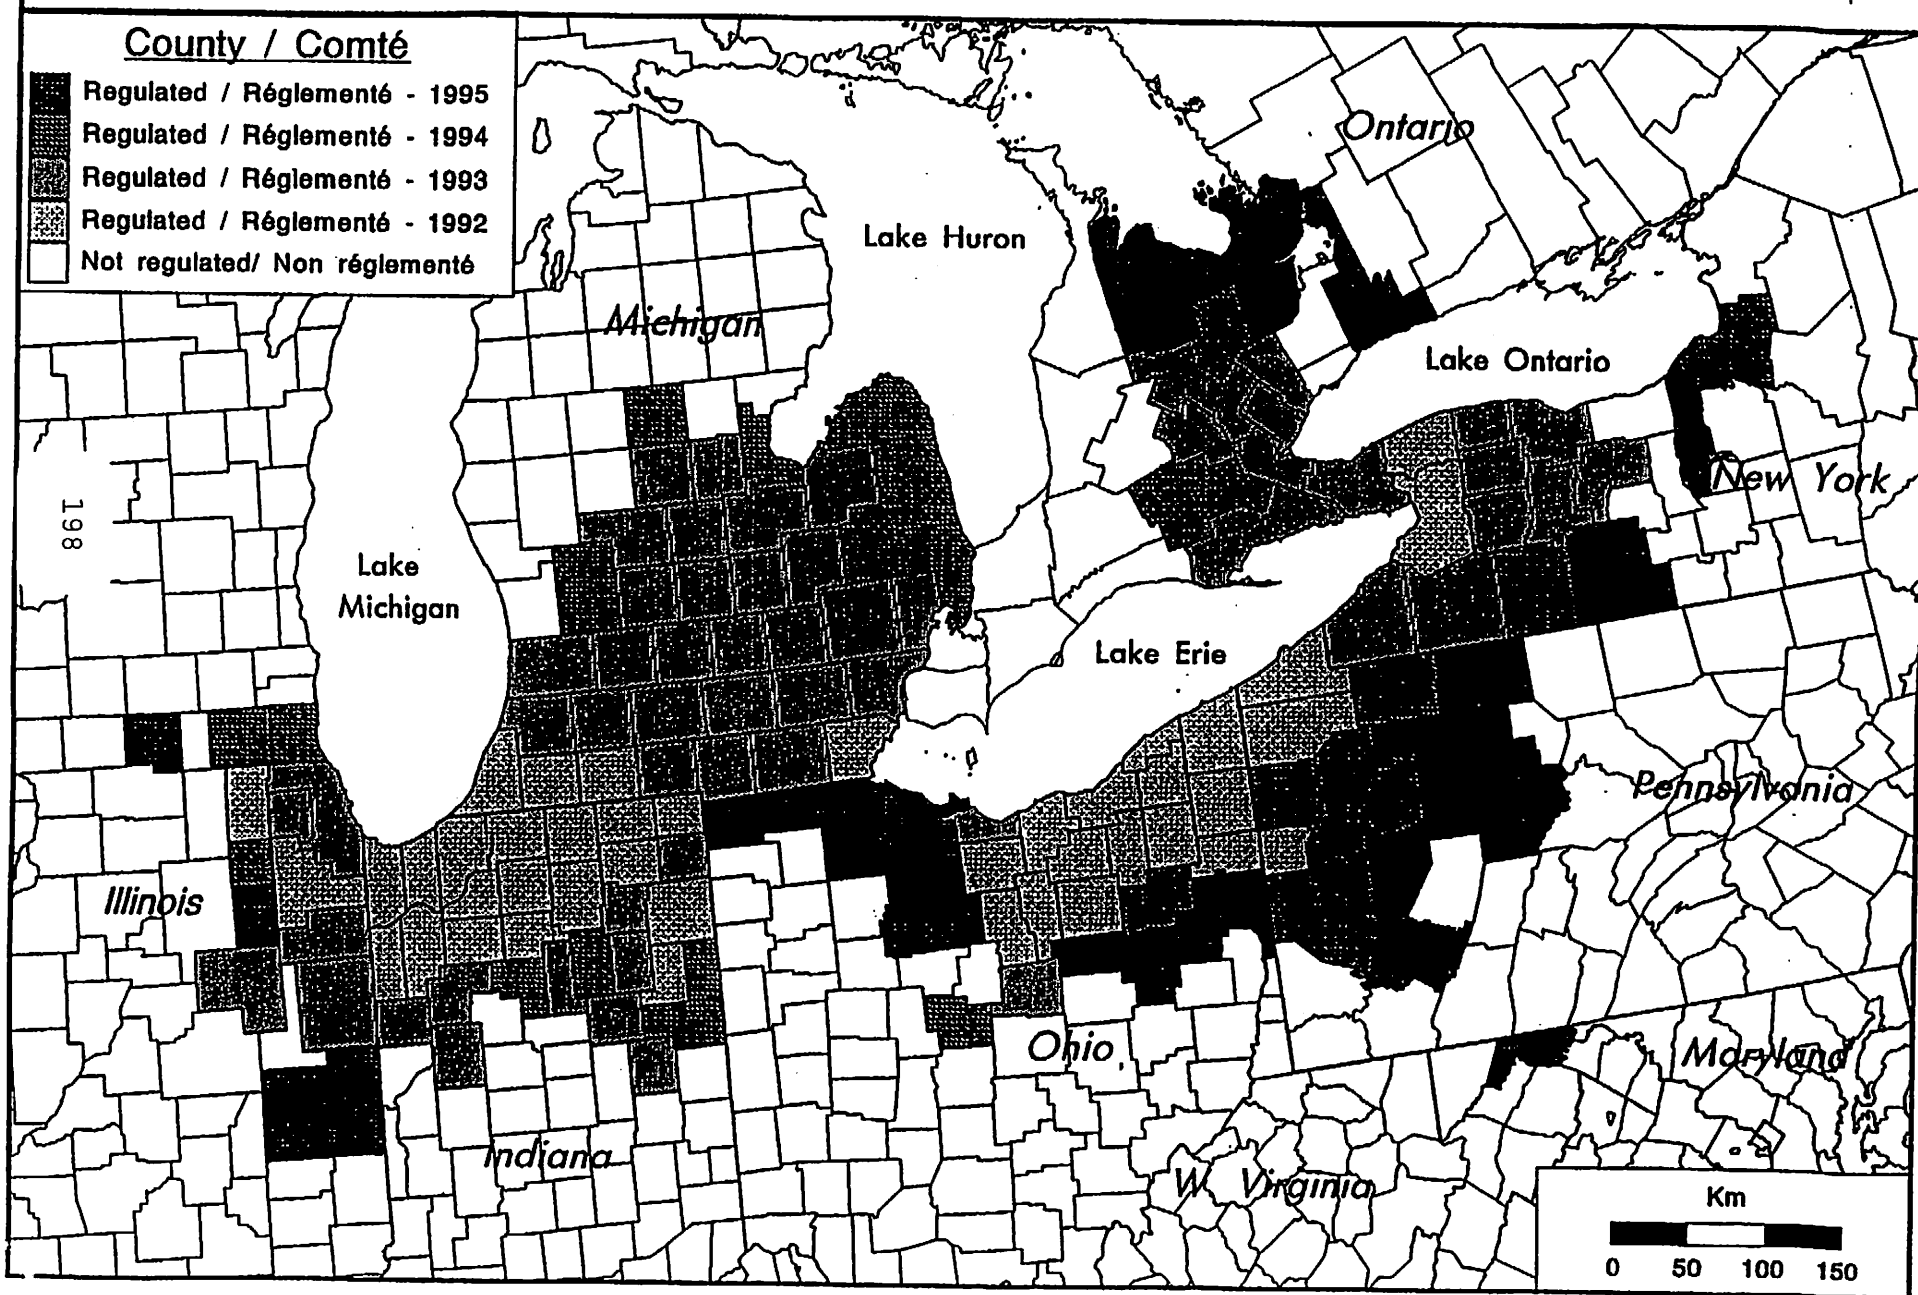 County / Comté
Regulated / Réglementé - 1995
Regulated / Réglementé - 1994
Regulated / Réglementé - 1993
Regulated / Réglementé - 1992
Not regulated/ Non réglementé
Ontario
Lake Huron
Michigan
Lake Ontario
New York
198
Lake
Michigan
Lake Erie
Pennsylvania
Illinois
Ohio
Maryland
Indiana
W. Virginia
Km
0 50 100 150